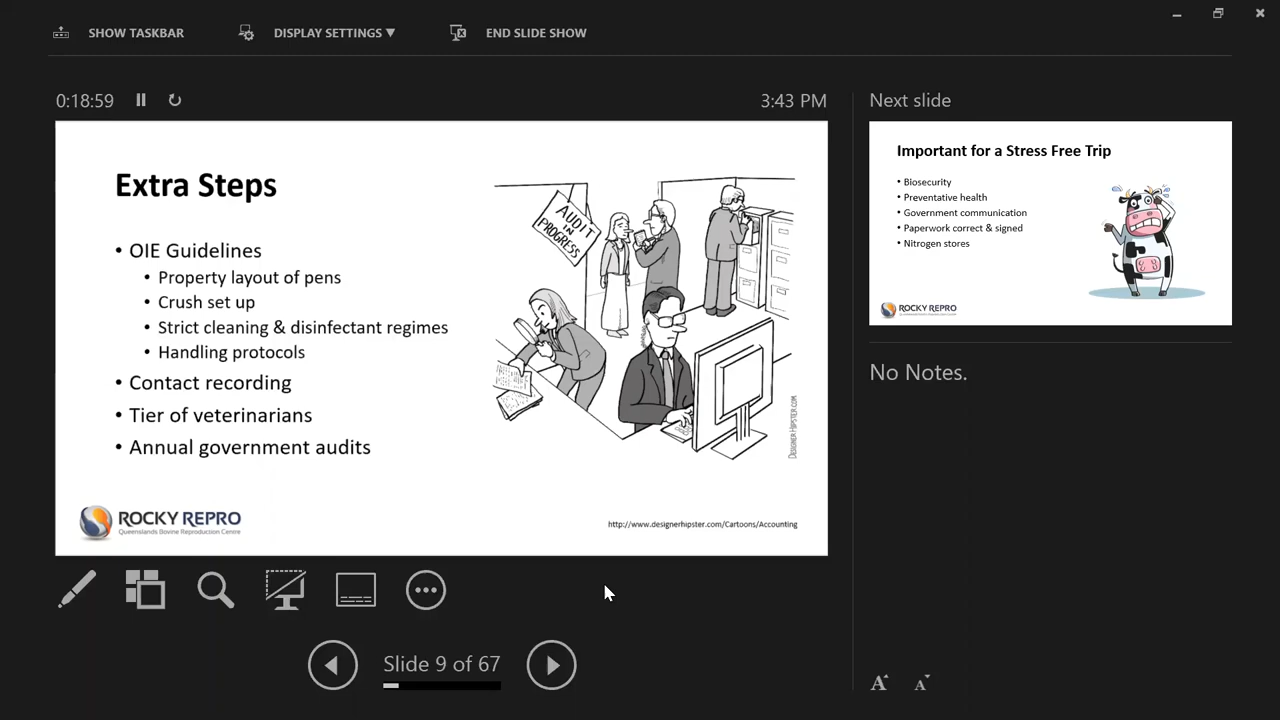 SHOW TASKBAR
DISPLAY SETTINGS ▼
END SLIDE SHOW
0:18:59
3:43 PM
Next slide
Extra Steps
• OIE Guidelines
• Property layout of pens
• Crush set up
• Strict cleaning & disinfectant regimes
• Handling protocols
• Contact recording
• Tier of veterinarians
• Annual government audits
AUDIT
IN
PROGRESS
DESIGNER HIPSTER.COM
ROCKY REPRO
Queenslands Bovine Reproduction Centre
http://www.designerhipster.com/Cartoons/Accounting
Important for a Stress Free Trip
• Biosecurity
• Preventative health
• Government communication
• Paperwork correct & signed
• Nitrogen stores
ROCKY REPRO
No Notes.
Slide 9 of 67
A A